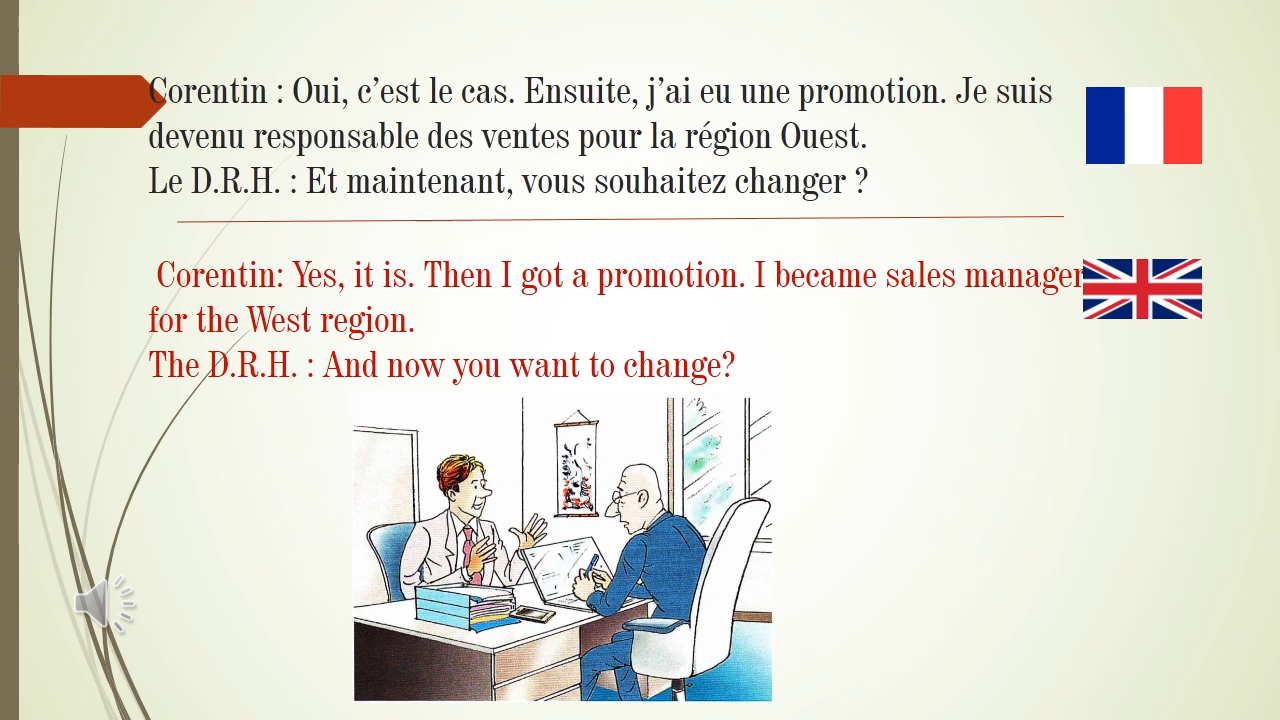 Corentin : Oui, c’est le cas. Ensuite, j’ai eu une promotion. Je suis
devenu responsable des ventes pour la région Ouest.
Le D.R.H. : Et maintenant, vous souhaitez changer ?
Corentin: Yes, it is. Then I got a promotion. I became sales manager
for the West region.
The D.R.H. : And now you want to change?